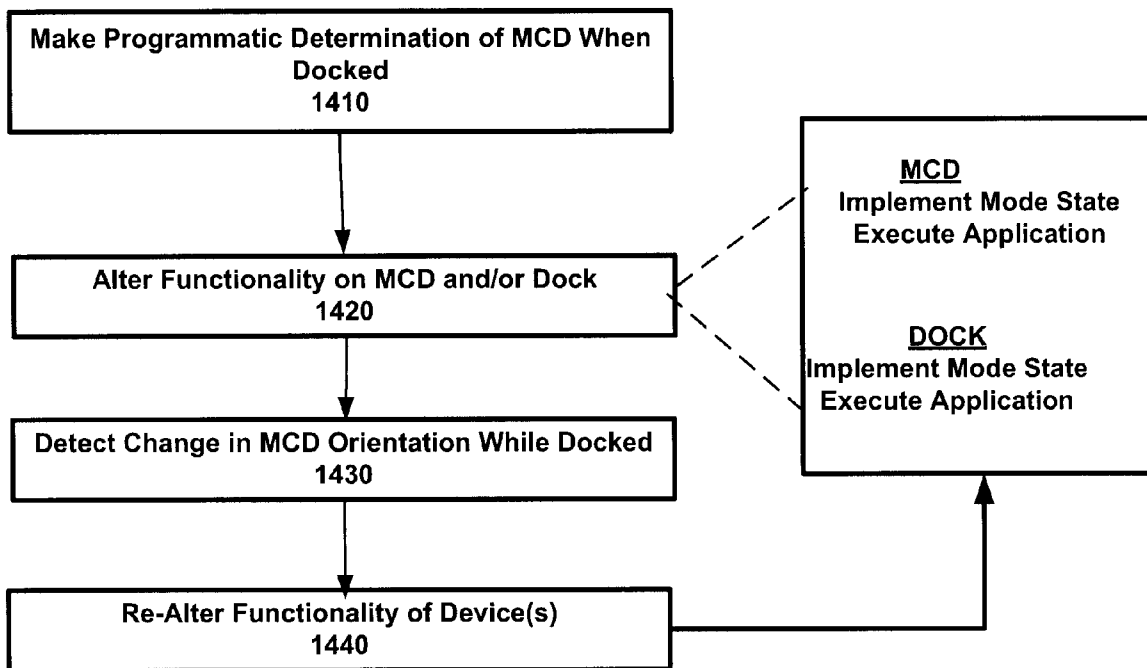 Make Programmatic Determination of MCD When
Docked
1410
Alter Functionality on MCD and/or Dock
1420
Detect Change in MCD Orientation While Docked
1430
Re-Alter Functionality of Device(s)
1440
MCD
Implement Mode State
Execute Application
DOCK
Implement Mode State
Execute Application